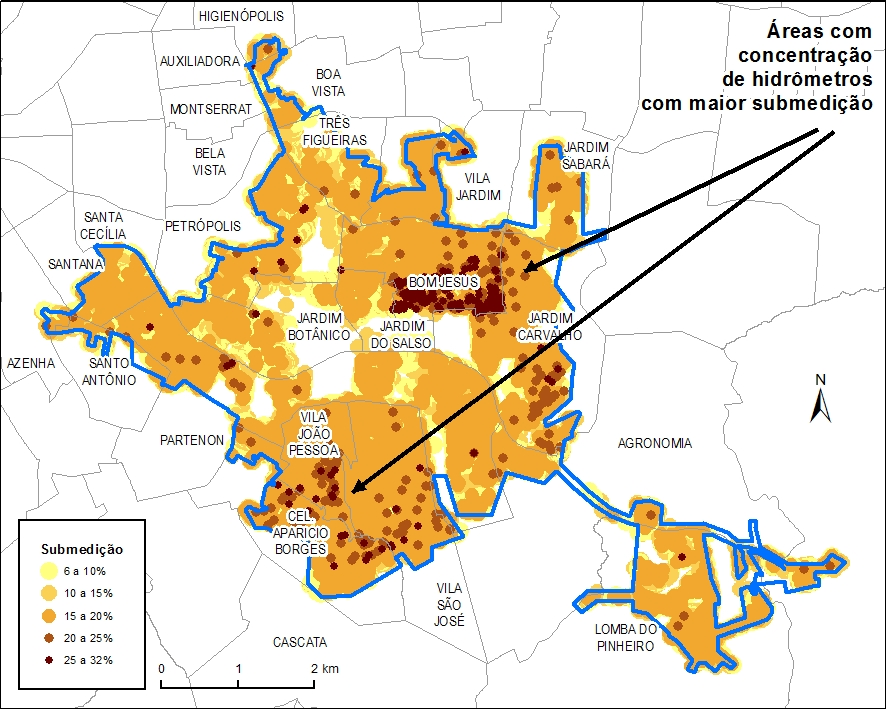 HIGIENÓPOLIS
Áreas com
concentração
de hidrômetros
com maior submedição
AUXILIADORA
BOA
VISTA
MONTSERRAT
TRÊS
FIGUEIRAS
BELA
VISTA
JARDIM
SABARÁ
VILA
JARDIM
SANTA
CECÍLIA
PETRÓPOLIS
SANTANA
BOM JESUS
JARDIM
BOTÂNICO
JARDIM
DO SALSO
JARDIM
CARVALHO
AZENHA
SANTO
ANTÔNIO
N
VILA
JOÃO
PESSOA
PARTENON
AGRONOMIA
CEL.
APARICIO
BORGES
Submedição
6 a 10%
10 a 15%
15 a 20%
20 a 25%
25 a 32%
VILA
SÃO
JOSÉ
LOMBA DO
PINHEIRO
CASCATA
0 1 2 km